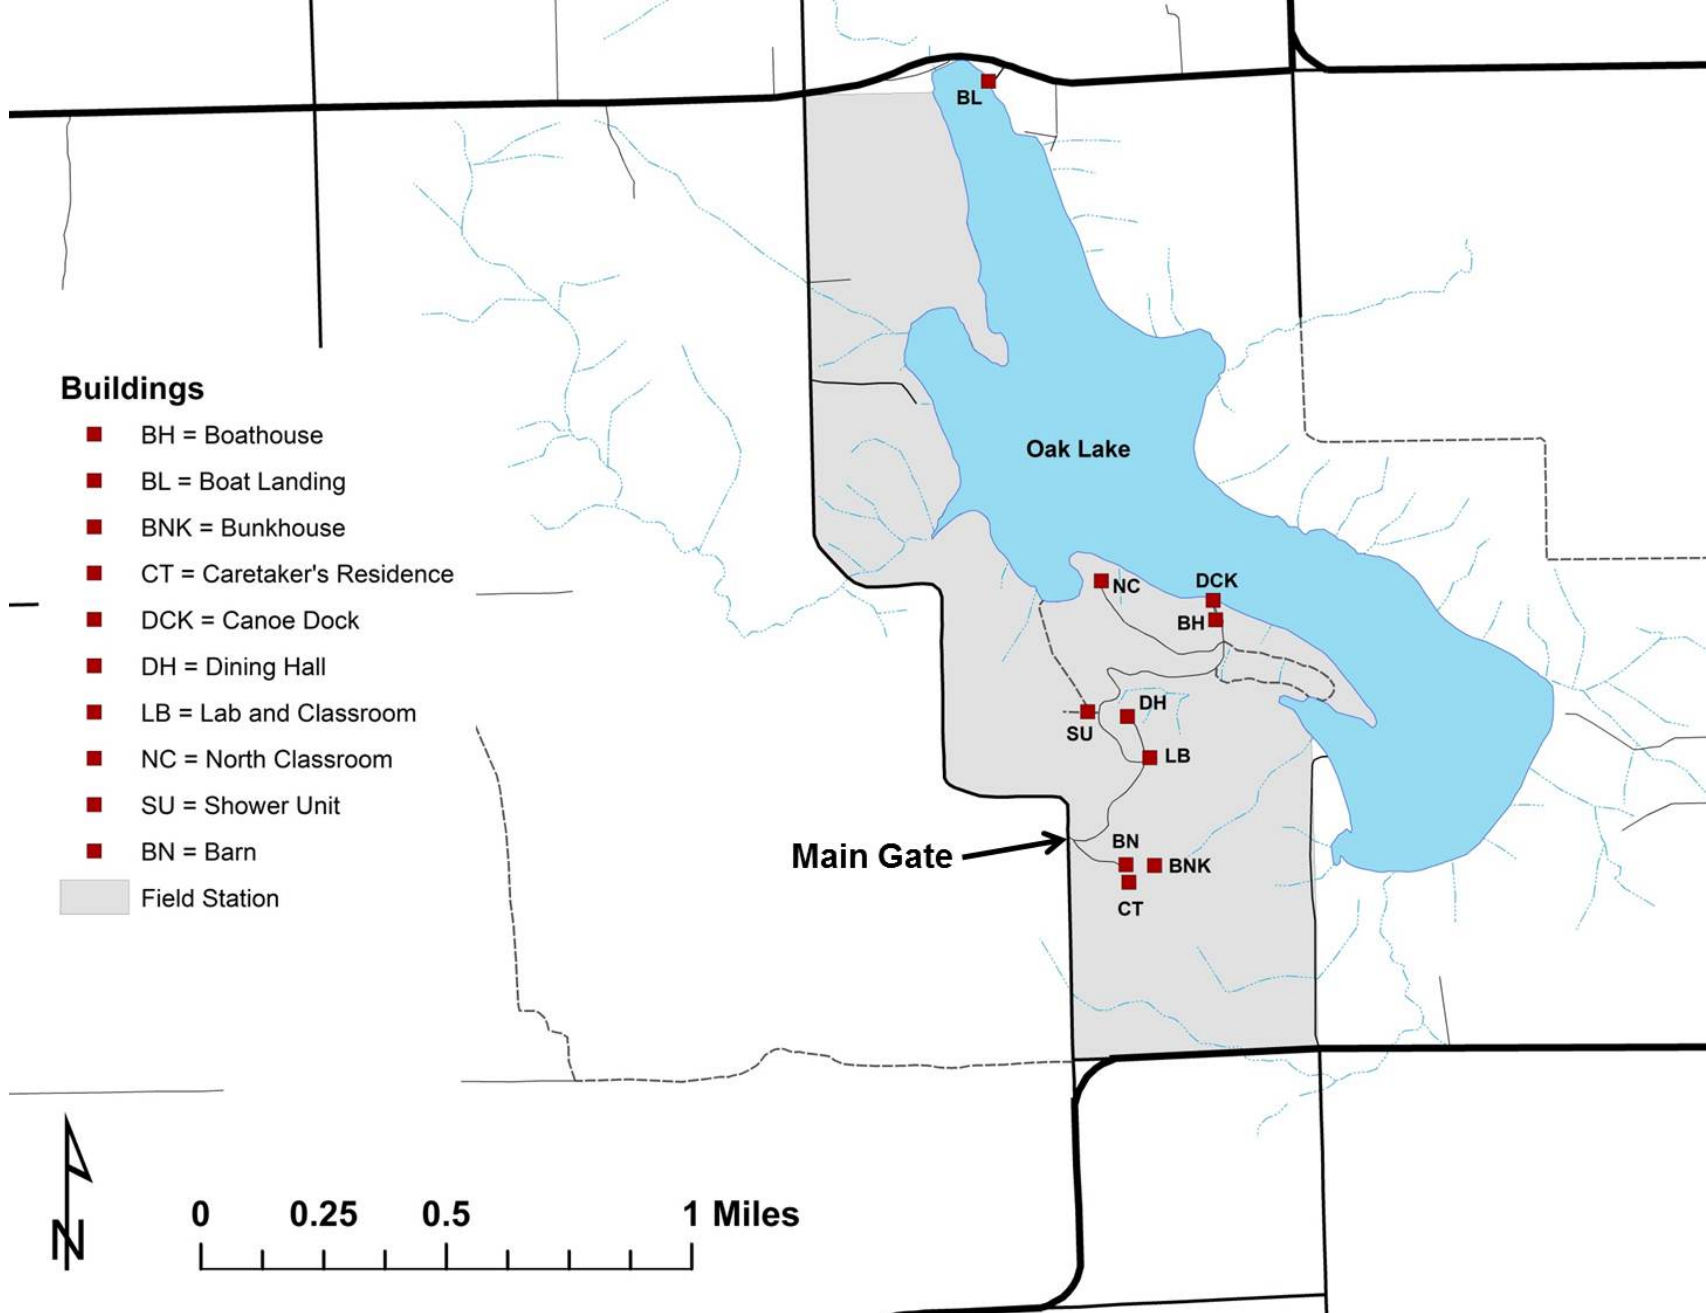 BL
Oak Lake
Buildings
BH = Boathouse
BL = Boat Landing
BNK = Bunkhouse
CT = Caretaker's Residence
DCK = Canoe Dock
DH = Dining Hall
LB = Lab and Classroom
NC = North Classroom
SU = Shower Unit
BN = Barn
Field Station
NC
DCK
BH
DH
SU
LB
Main Gate
BN
BNK
CT
N
0 0.25 0.5 1 Miles